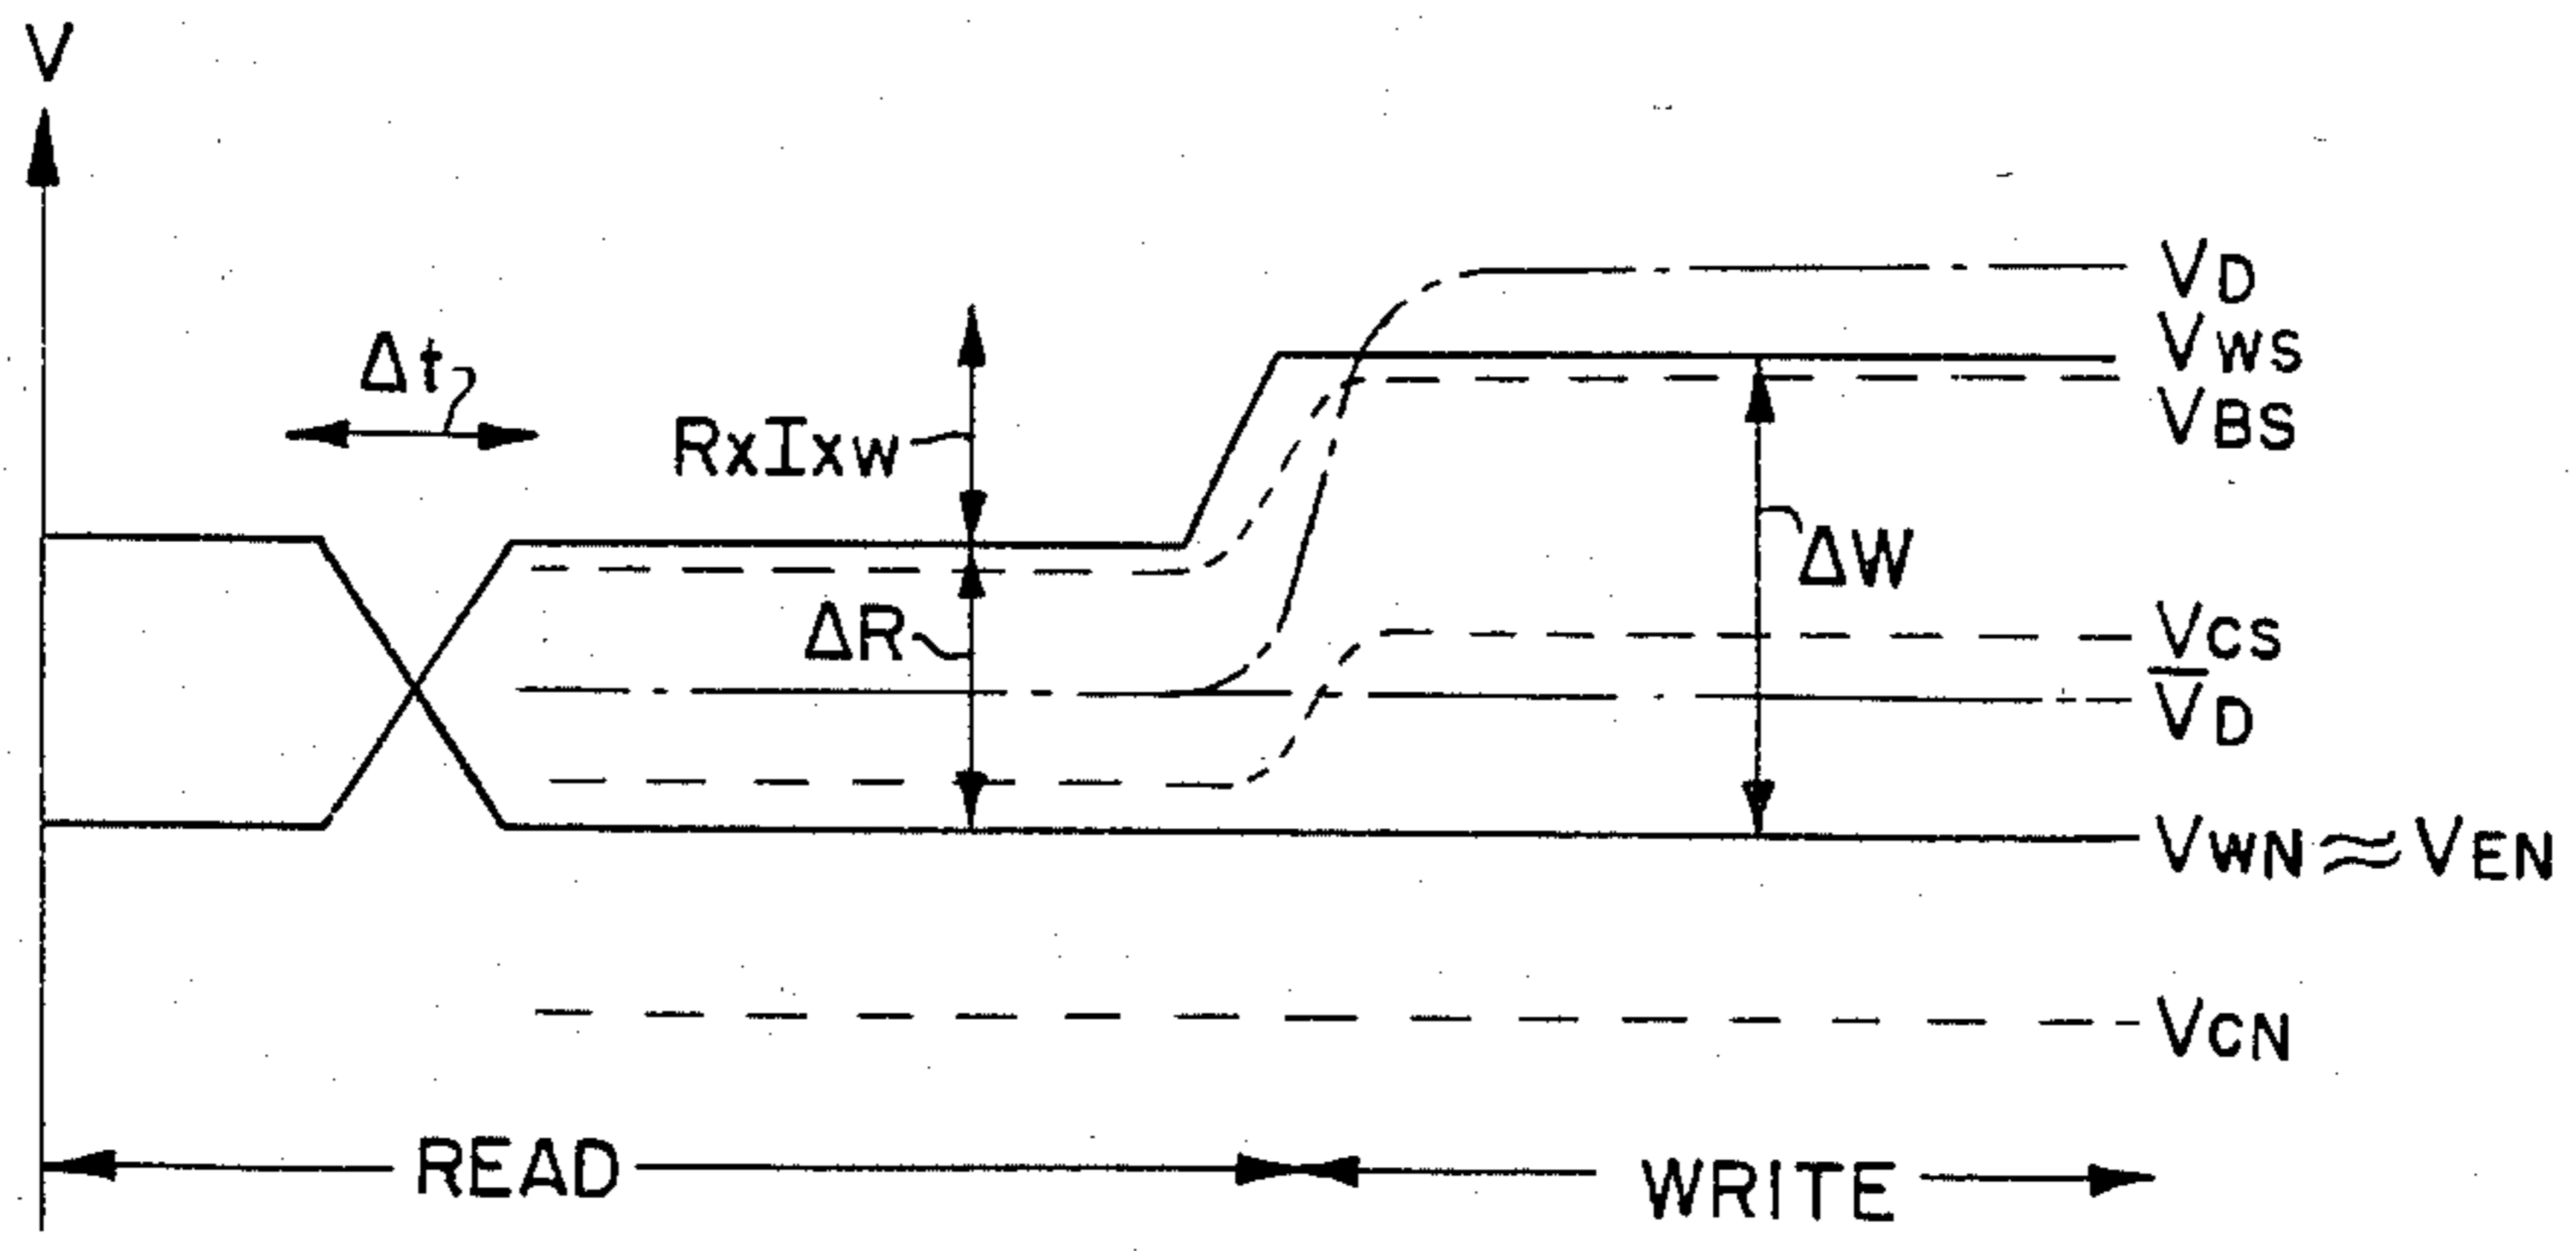 V
VD
VWS
Δt
RxIxW
VBS
ΔW
ΔR
VCS
V̅D
VWN≈VEN
VCN
READ
WRITE